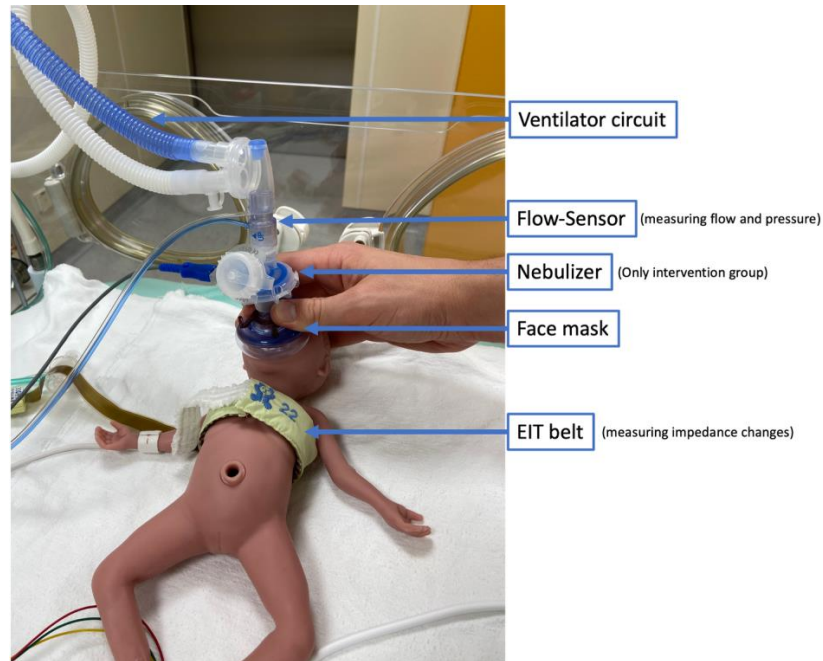 Ventilator circuit
Flow-Sensor (measuring flow and pressure)
Nebulizer (Only intervention group)
Face mask
EIT belt (measuring impedance changes)
22